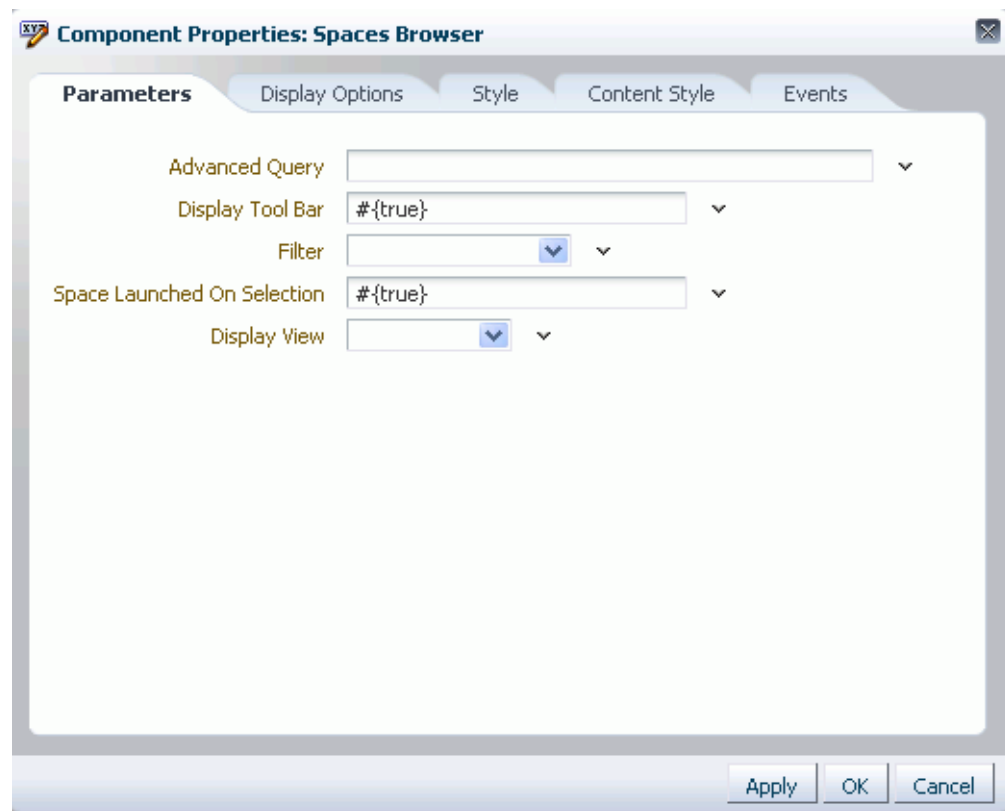 Component Properties: Spaces Browser
Parameters Display Options Style Content Style Events
Advanced Query
Display Tool Bar #{true}
Filter
Space Launched On Selection #{true}
Display View
Apply OK Cancel